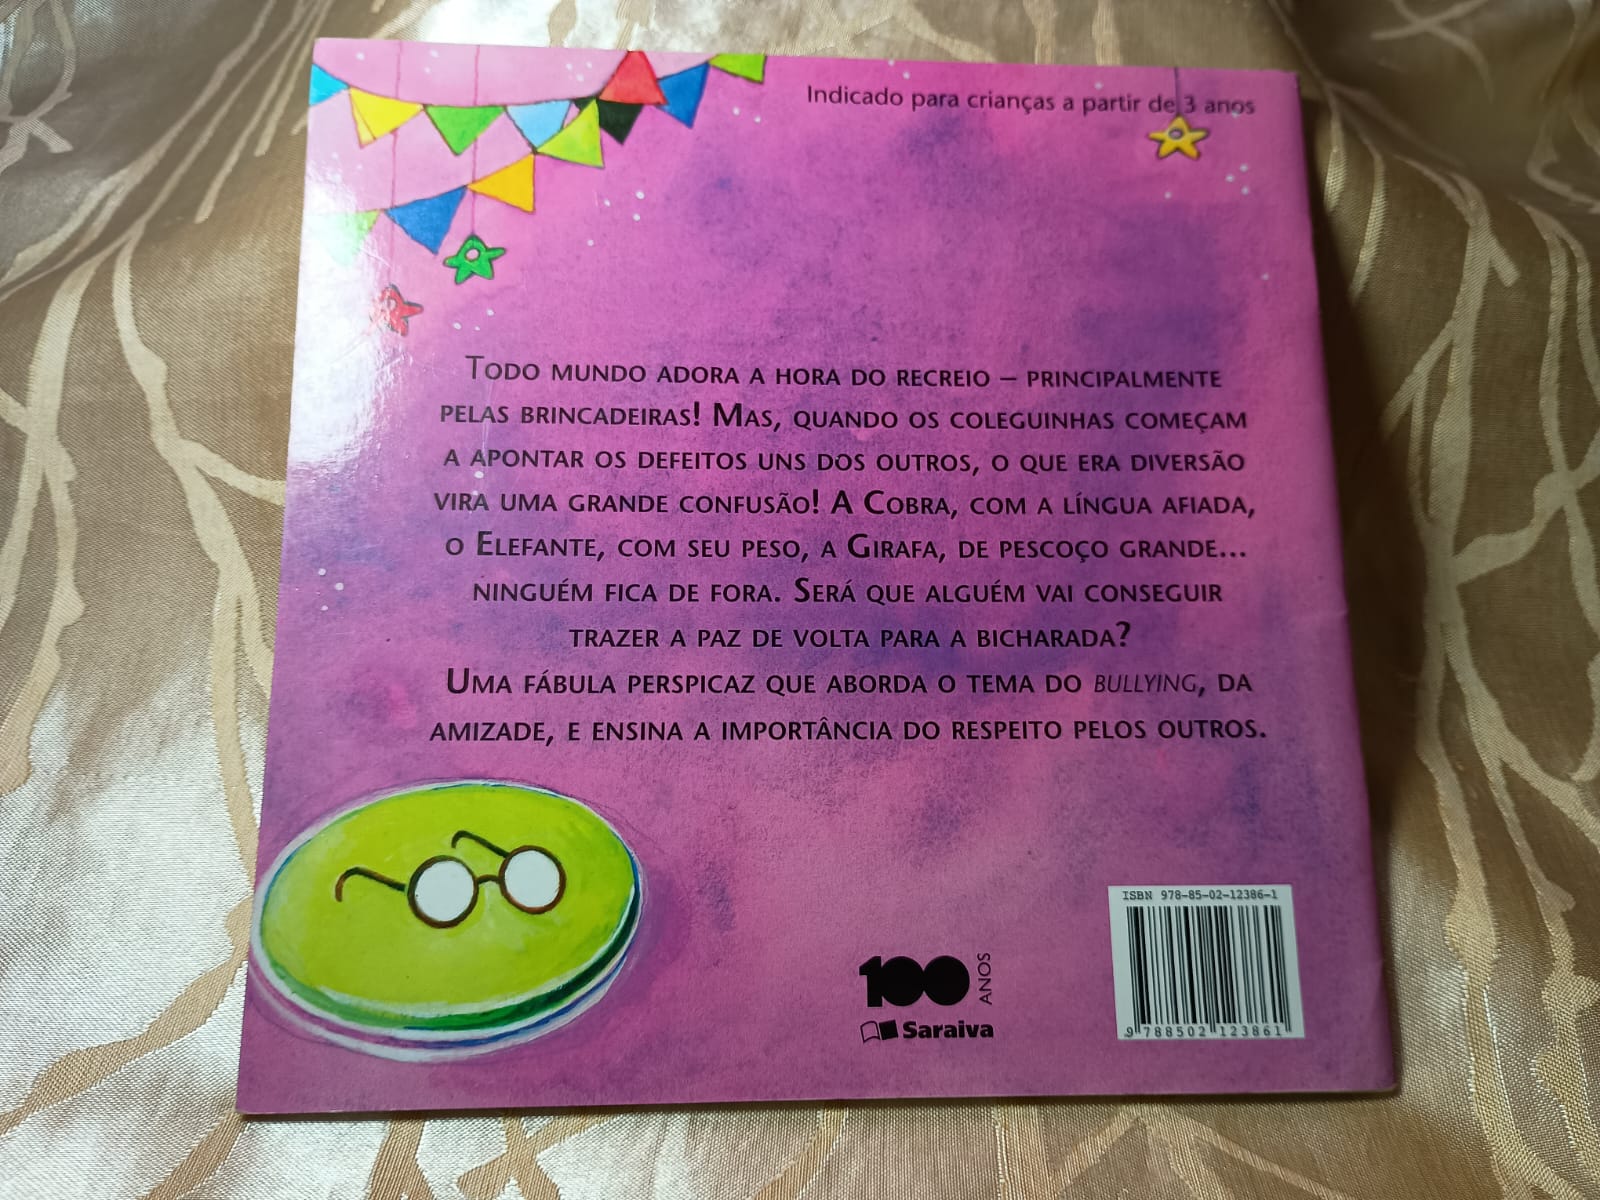 Indicado para crianças a partir de 3 anos
TODO MUNDO ADORA A HORA DO RECREIO – PRINCIPALMENTE
PELAS BRINCADEIRAS! MAS, QUANDO OS COLEGUINHAS COMEÇAM
A APONTAR OS DEFEITOS UNS DOS OUTROS, O QUE ERA DIVERSÃO
VIRA UMA GRANDE CONFUSÃO! A COBRA, COM A LÍNGUA AFIADA,
O ELEFANTE, COM SEU PESO, A GIRAFA, DE PESCOÇO GRANDE...
NINGUÉM FICA DE FORA. SERÁ QUE ALGUÉM VAI CONSEGUIR
TRAZER A PAZ DE VOLTA PARA A BICHARADA?
UMA FÁBULA PERSPICAZ QUE ABORDA O TEMA DO BULLYING, DA
AMIZADE, E ENSINA A IMPORTÂNCIA DO RESPEITO PELOS OUTROS.
100 ANOS
Saraiva
ISBN 978-85-02-12386-1
9 788502 123861